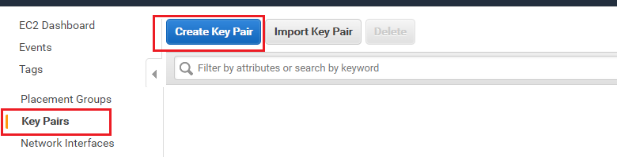 EC2 Dashboard
Events
Tags
Placement Groups
Key Pairs
Network Interfaces
Create Key Pair Import Key Pair Delete
Filter by attributes or search by keyword